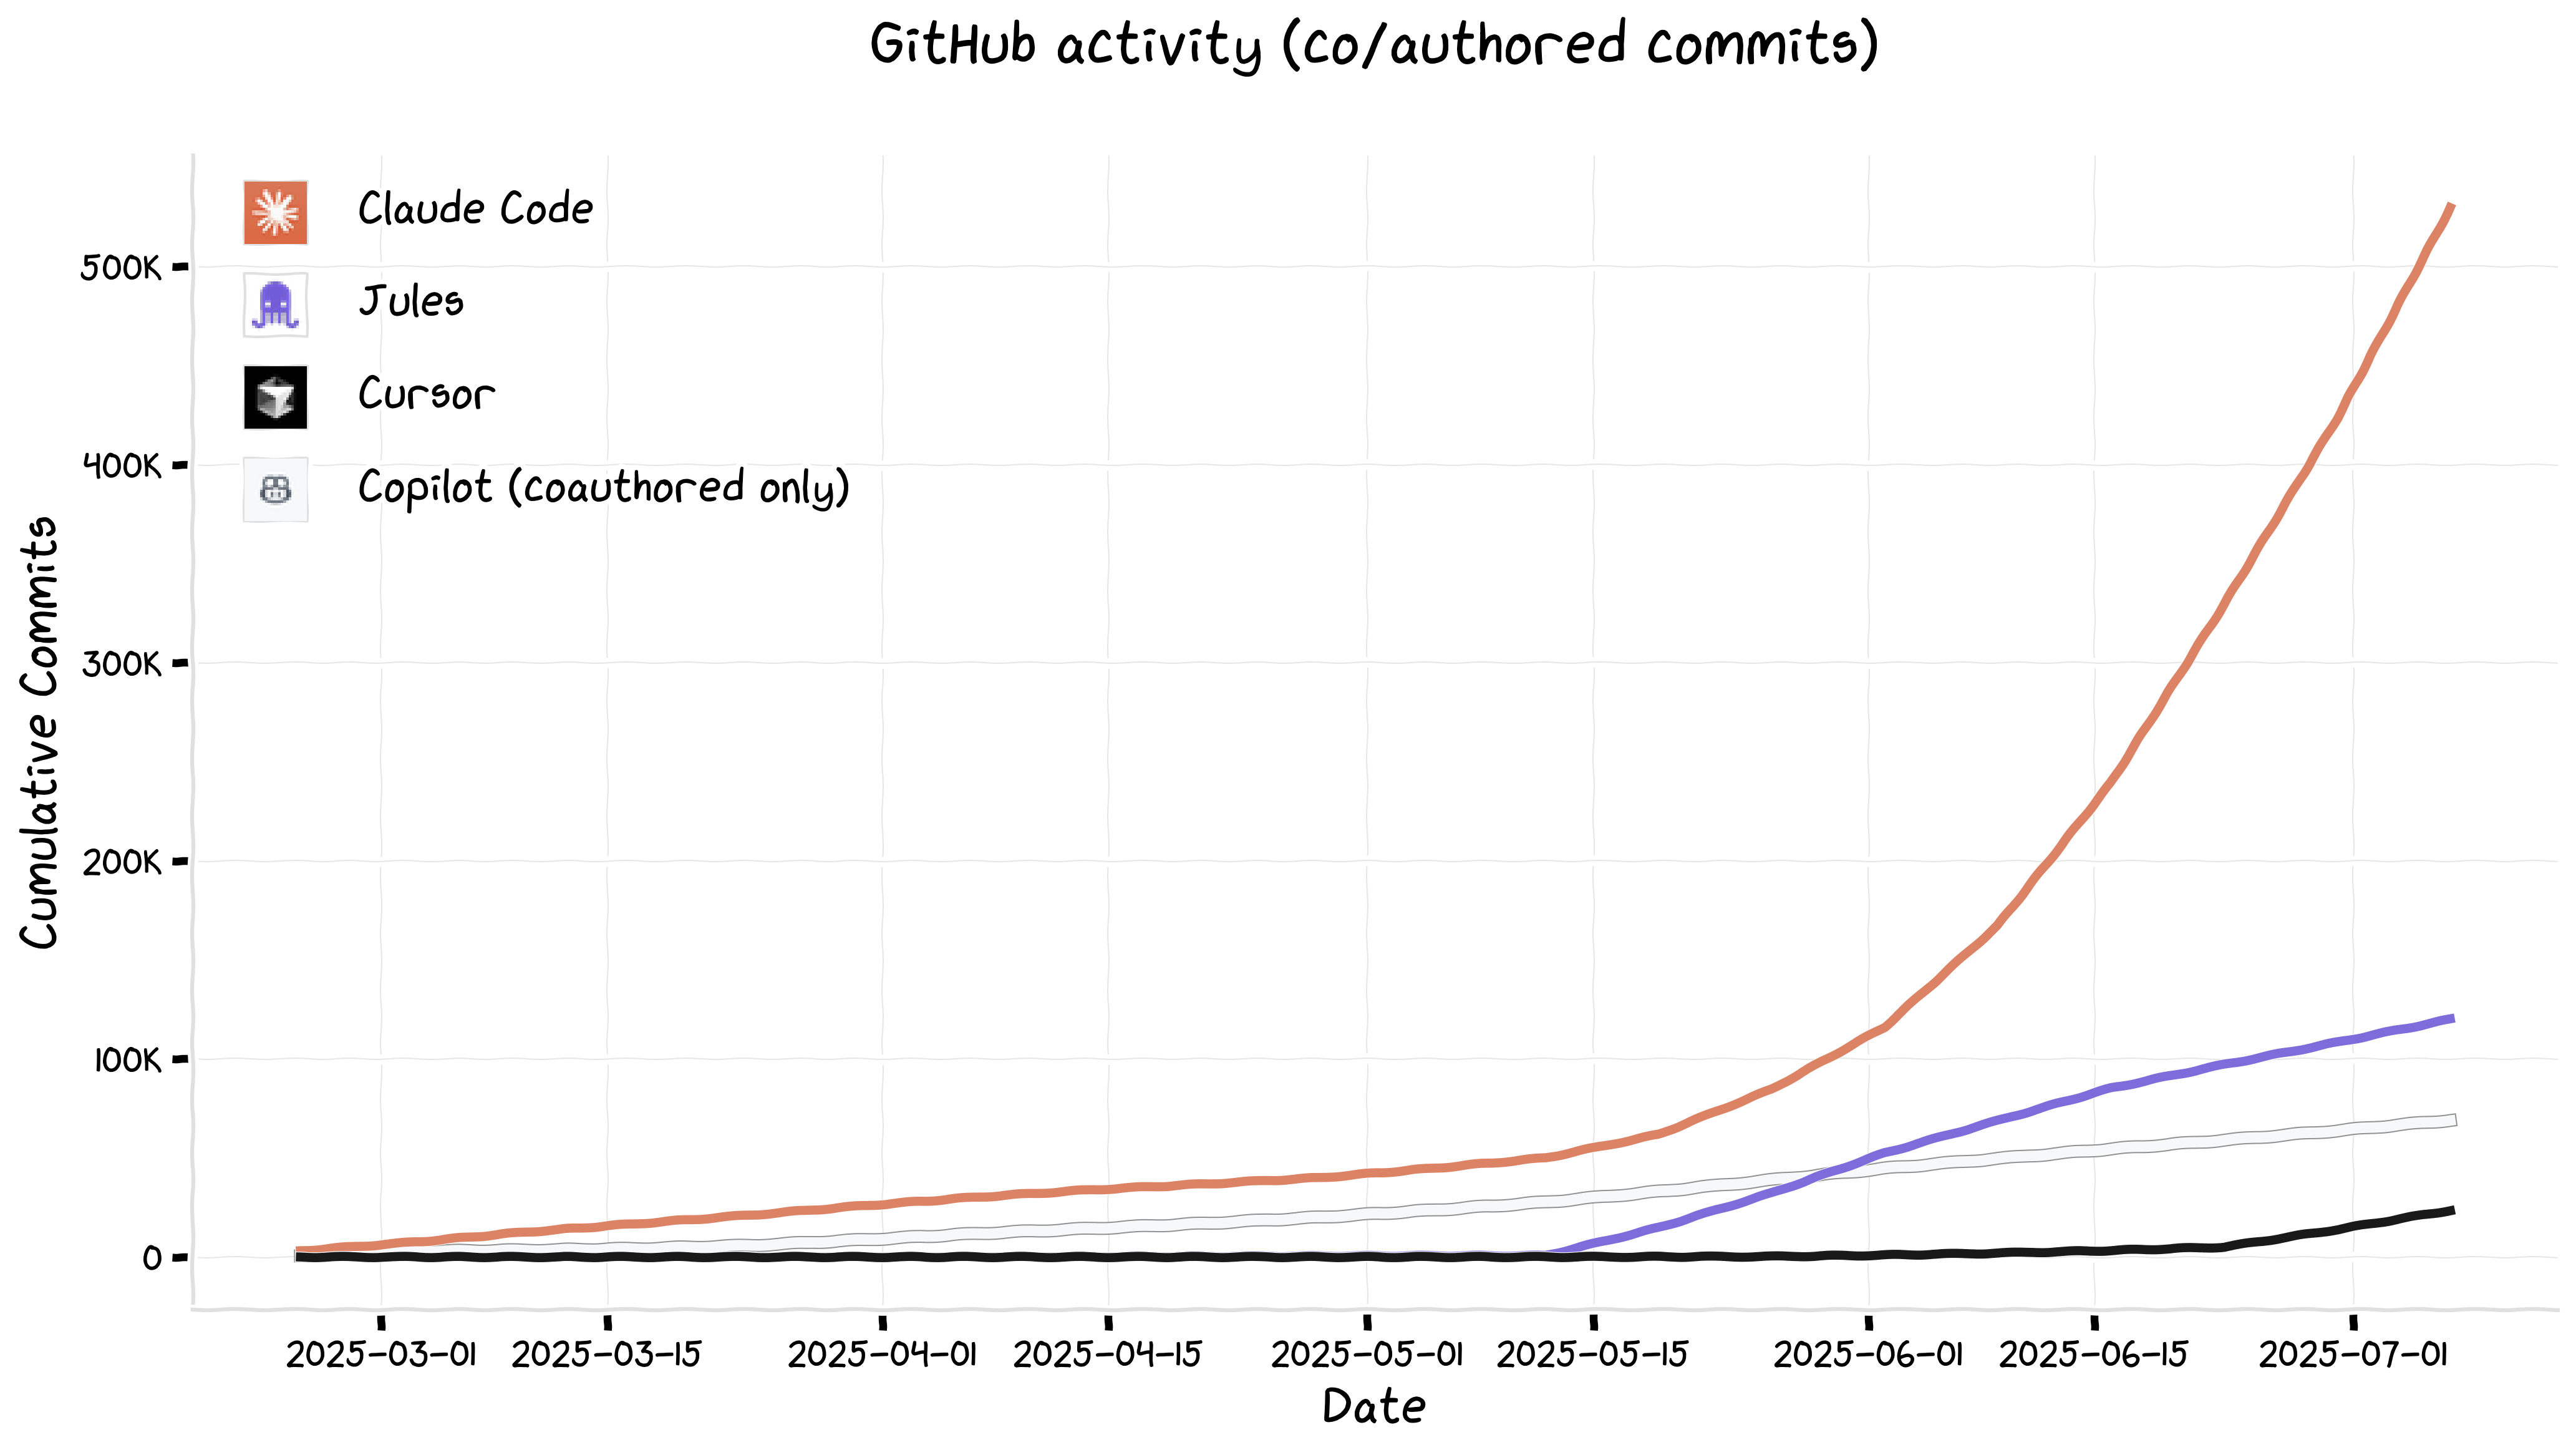 GitHub activity (co/authored commits)
Claude Code
Jules
Cursor
Copilot (coauthored only)
Cumulative Commits
500K
400K
300K
200K
100K
0
2025-03-01
2025-03-15
2025-04-01
2025-04-15
2025-05-01
2025-05-15
2025-06-01
2025-06-15
2025-07-01
Date